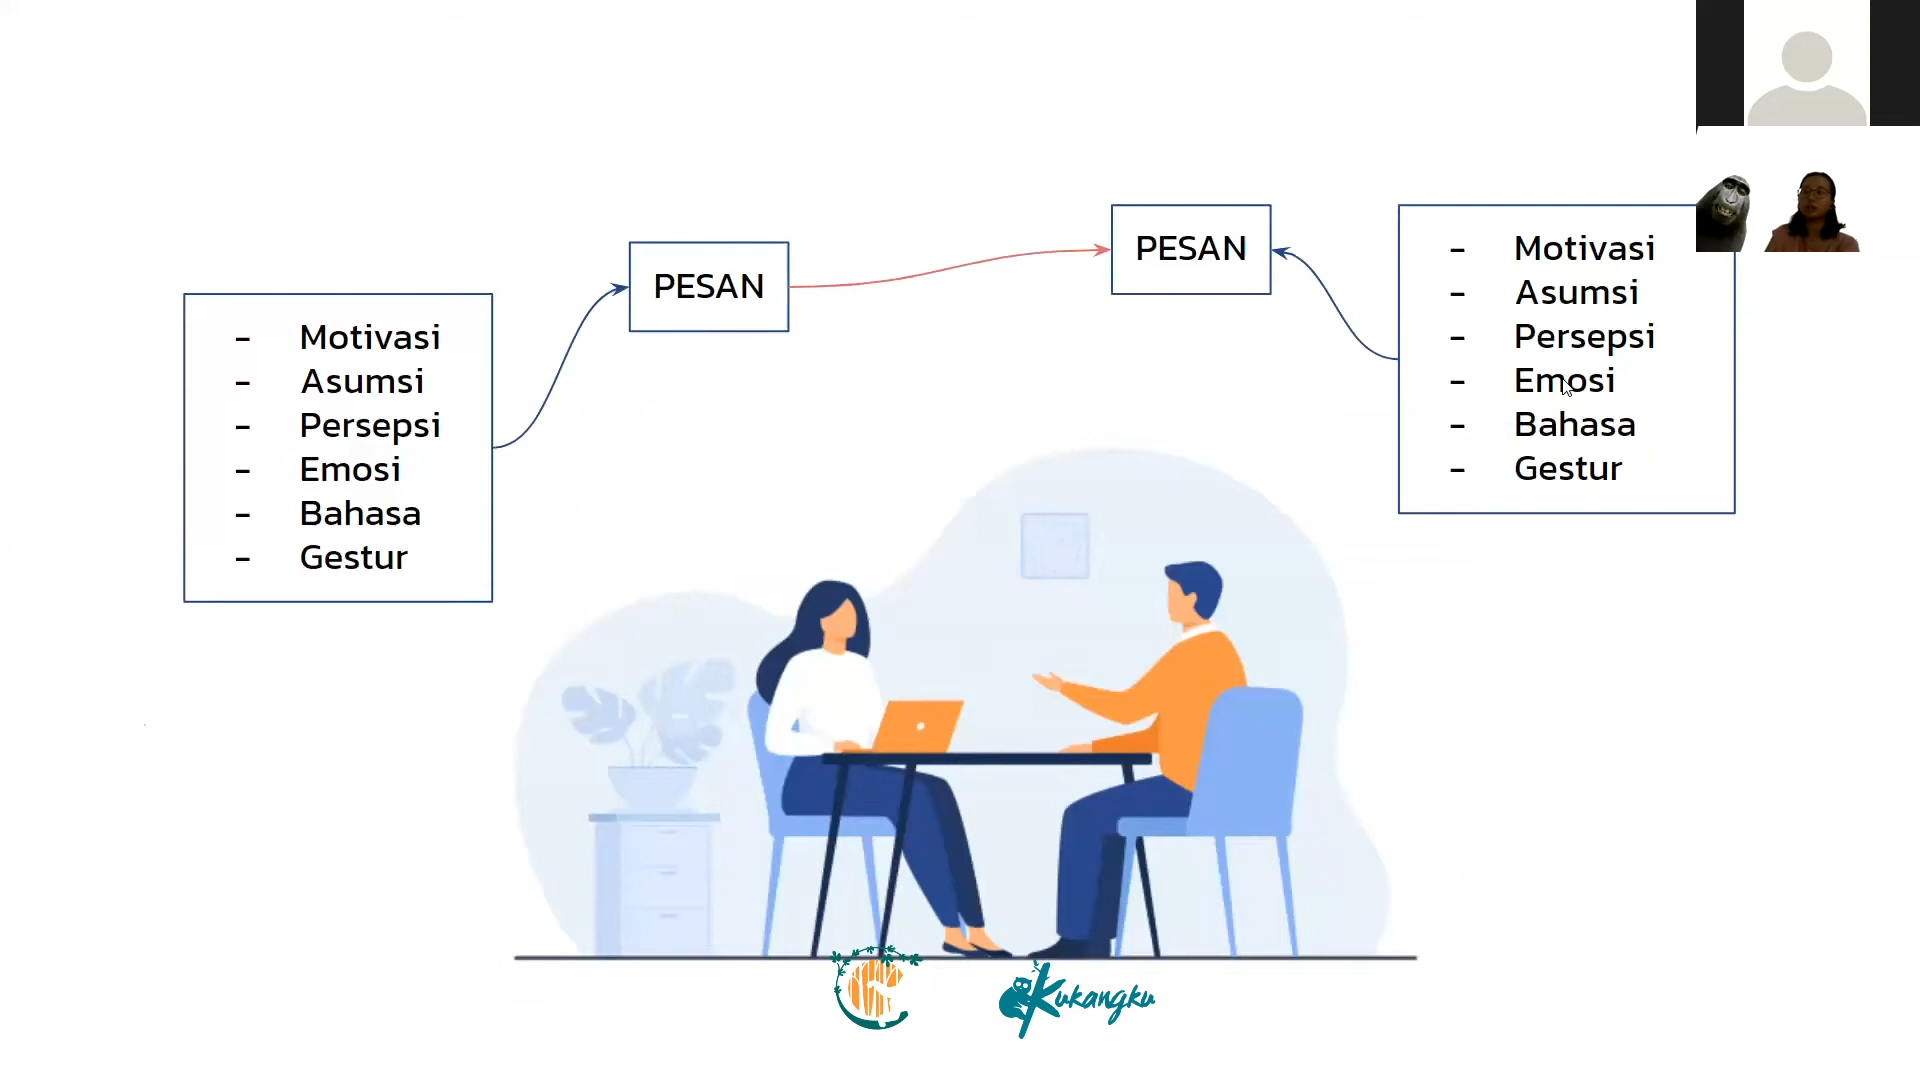 - Motivasi
- Asumsi
- Persepsi
- Emosi
- Bahasa
- Gestur
PESAN
PESAN
- Motivasi
- Asumsi
- Persepsi
- Emosi
- Bahasa
- Gestur
Kukangku